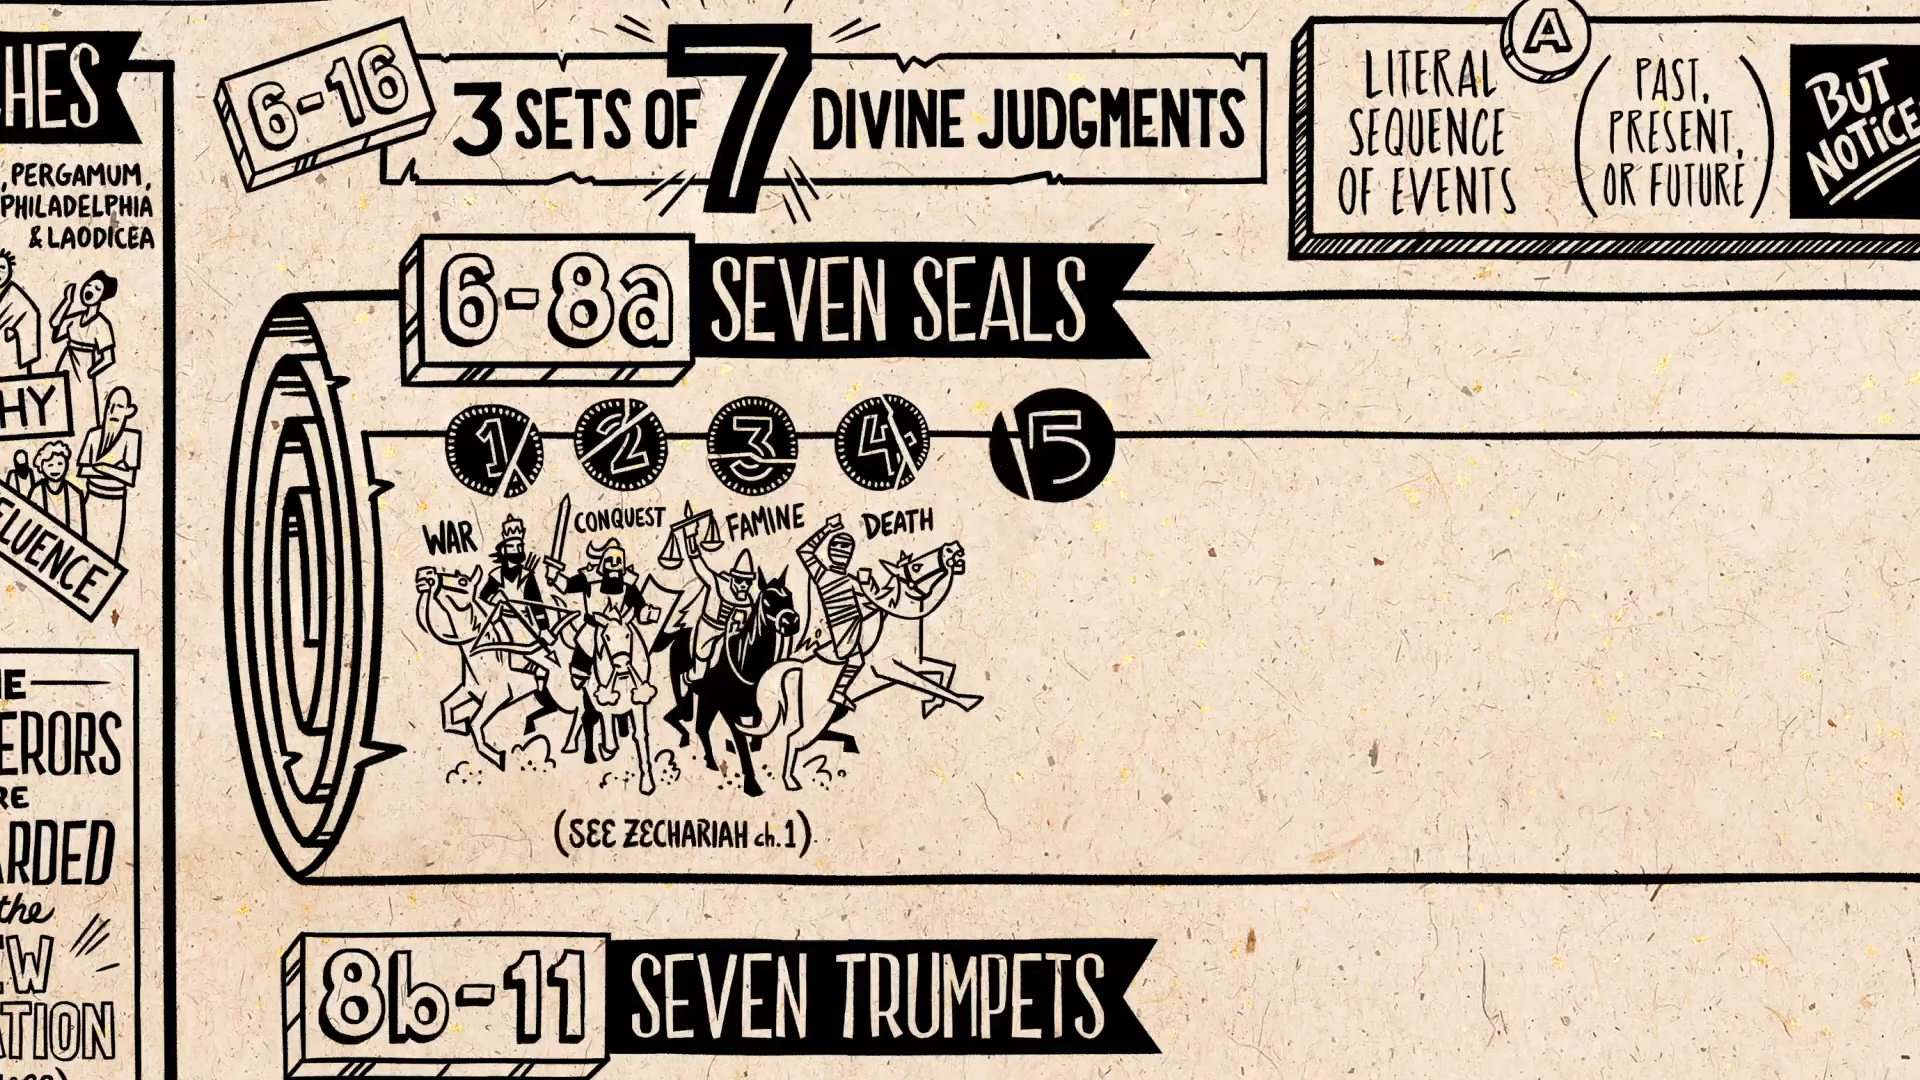 HES
, PERGAMUM,
PHILADELPHIA
& LAODICEA
HY
FLUENCE
ERORS
RE
ARDED
the
ATION
6-16
3 SETS OF 7 DIVINE JUDGMENTS
A
LITERAL
SEQUENCE
OF EVENTS
(PAST,
PRESENT,
OR FUTURE)
BUT
NOTICE
6-8a SEVEN SEALS
1 2 3 4 5
WAR CONQUEST FAMINE DEATH
(SEE ZECHARIAH ch.1)
8b-11 SEVEN TRUMPETS